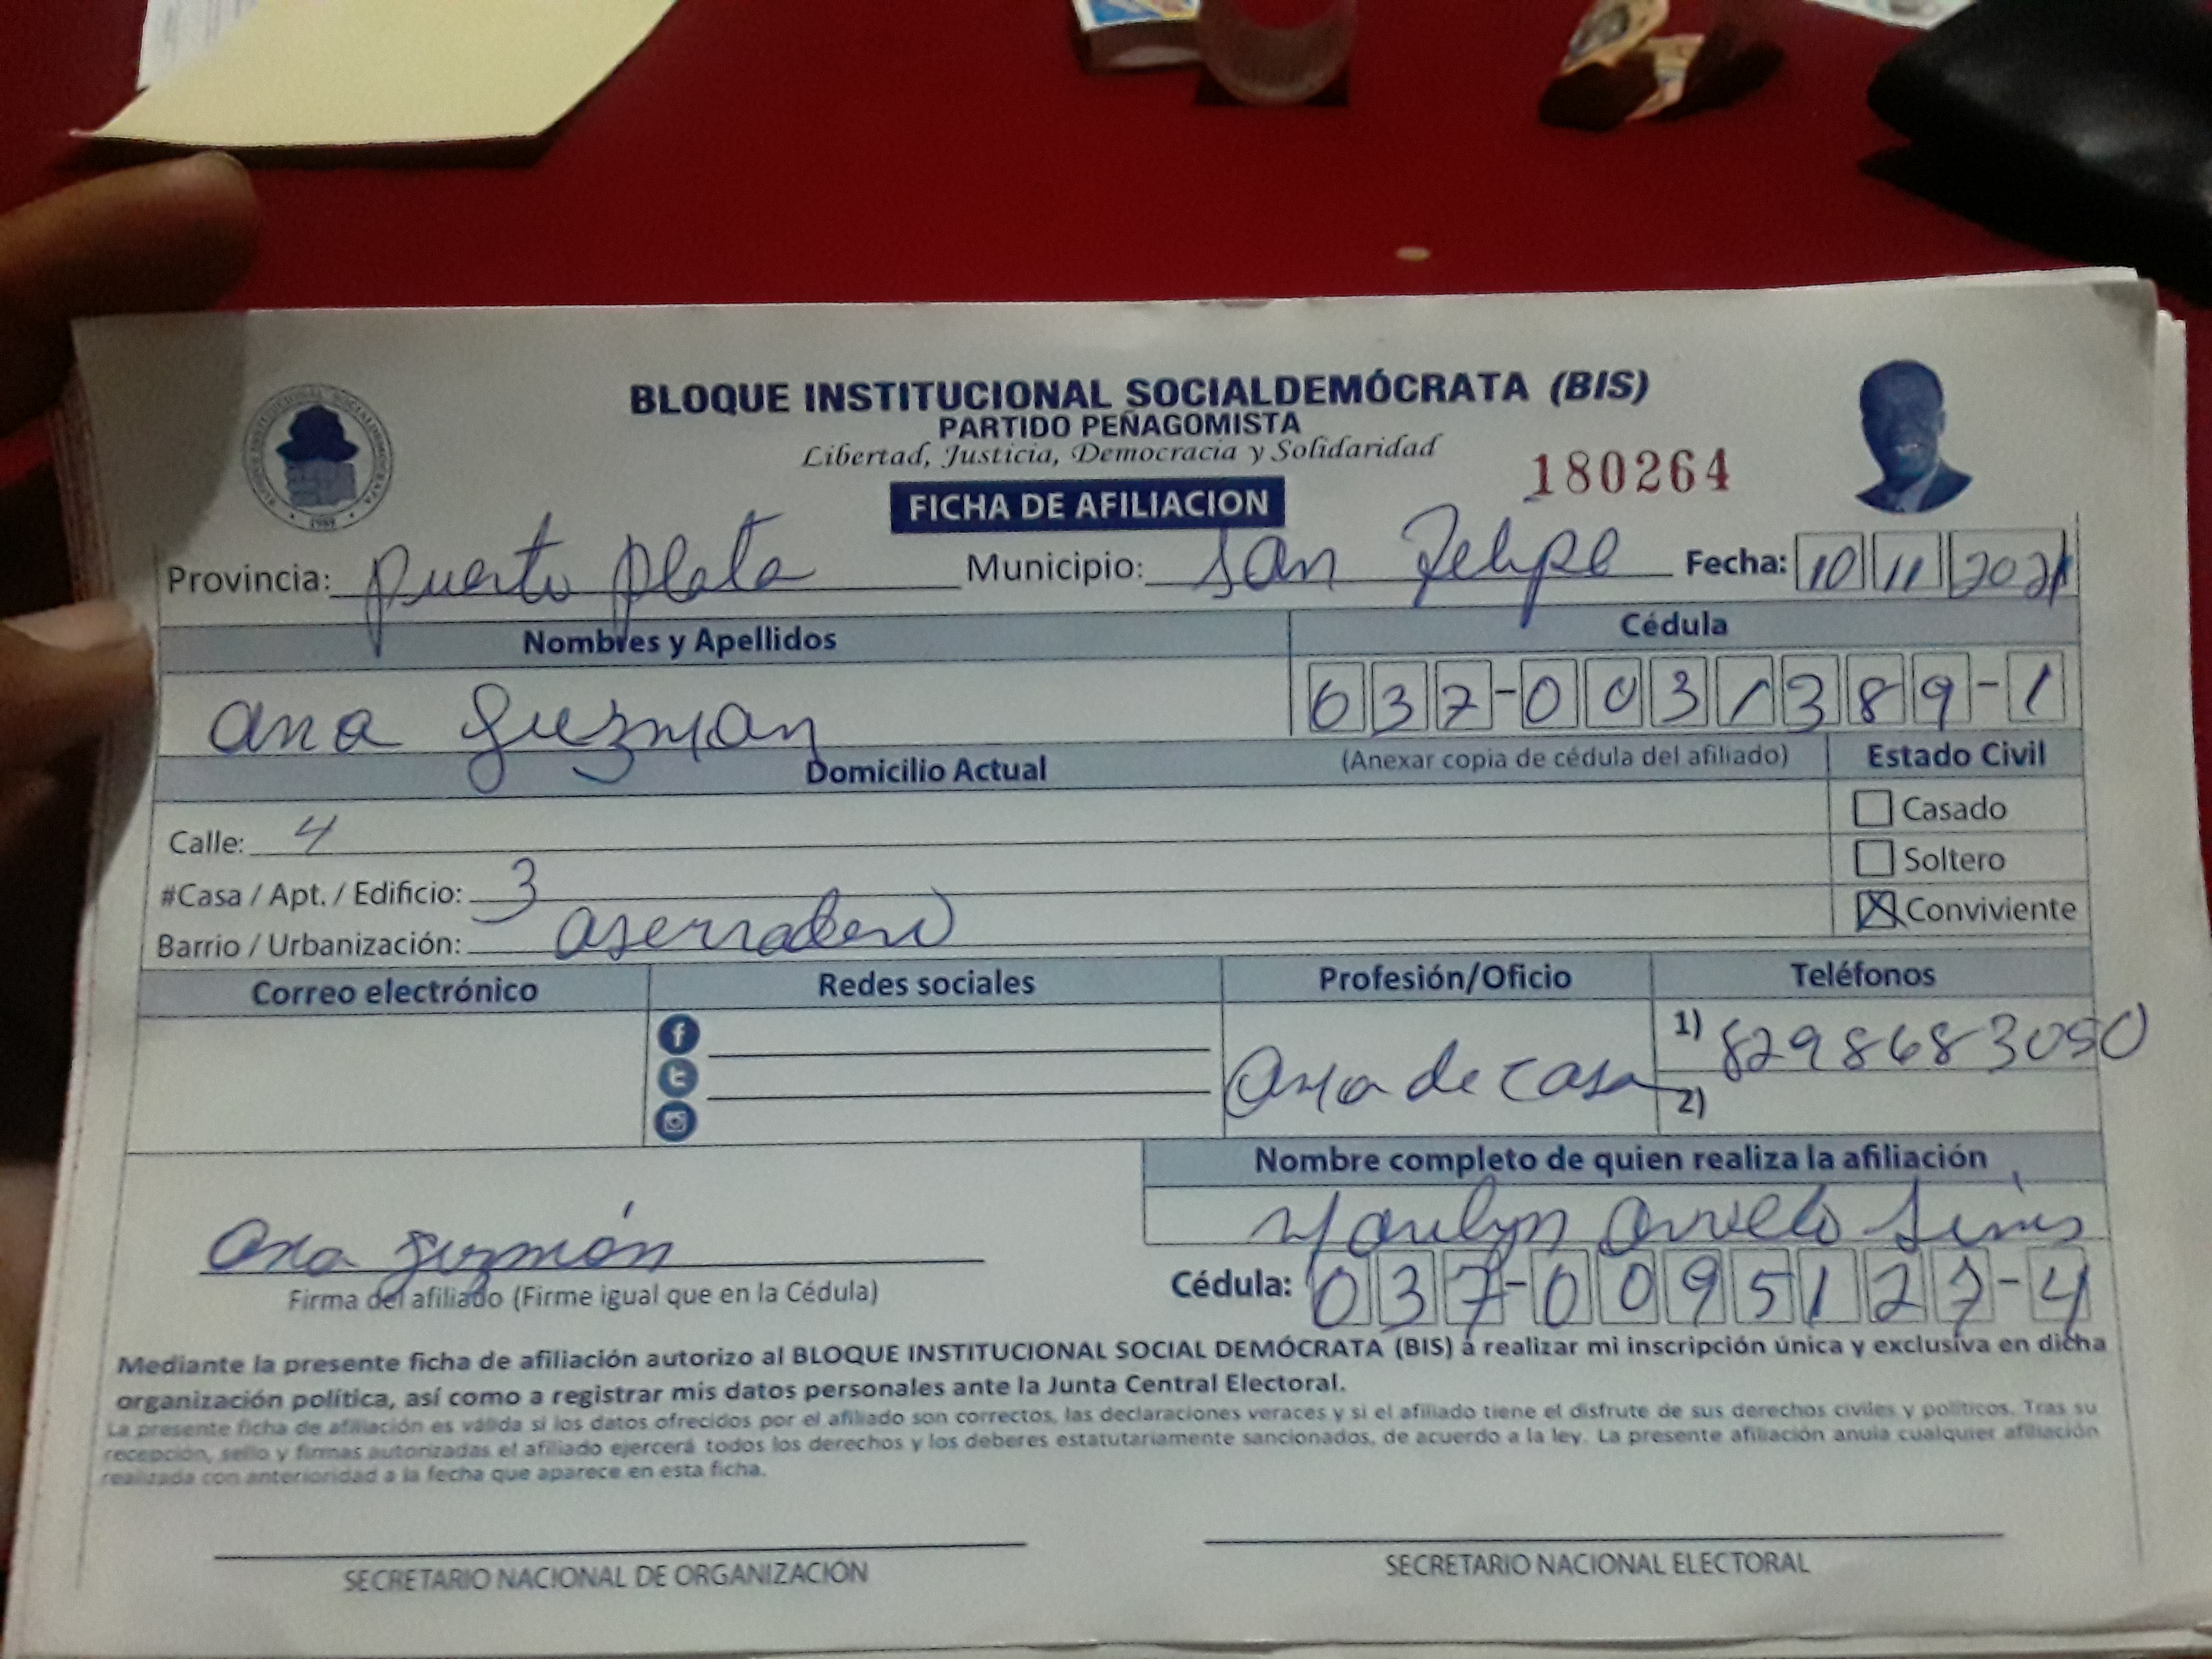 BLOQUE INSTITUCIONAL SOCIALDEMÓCRATA (BIS)
PARTIDO PEÑAGOMISTA
Libertad, Justicia, Democracia y Solidaridad
180264
FICHA DE AFILIACION
Provincia: Puerto plata Municipio: San Felipe Fecha: 10 11 2021
Nombres y Apellidos Cédula
ana guzman 037-0031389-1
Domicilio Actual (Anexar copia de cédula del afiliado) Estado Civil
Calle: 4 Casado
#Casa / Apt. / Edificio: 3 Soltero
Barrio / Urbanización: aserradero Conviviente
Correo electrónico Redes sociales Profesión/Oficio Teléfonos
ama de casa 1) 8298683050
2)
Nombre completo de quien realiza la afiliación
Ana guzmán Marilyn Arvelo
Firma del afiliado (Firme igual que en la Cédula) Cédula: 037-0095127-4
Mediante la presente ficha de afiliación autorizo al BLOQUE INSTITUCIONAL SOCIAL DEMÓCRATA (BIS) a realizar mi inscripción única y exclusiva en dicha
organización política, así como a registrar mis datos personales ante la Junta Central Electoral.
La presente ficha de afiliación es válida si los datos ofrecidos por el afiliado son correctos, las declaraciones veraces y si el afiliado tiene el disfrute de sus derechos civiles y políticos. Tras su
recepción, sello y firmas autorizadas el afiliado ejercerá todos los derechos y los deberes estatutariamente sancionados, de acuerdo a la ley. La presente afiliación anula cualquier afiliación
realizada con anterioridad a la fecha que aparece en esta ficha.
SECRETARIO NACIONAL DE ORGANIZACIÓN SECRETARIO NACIONAL ELECTORAL